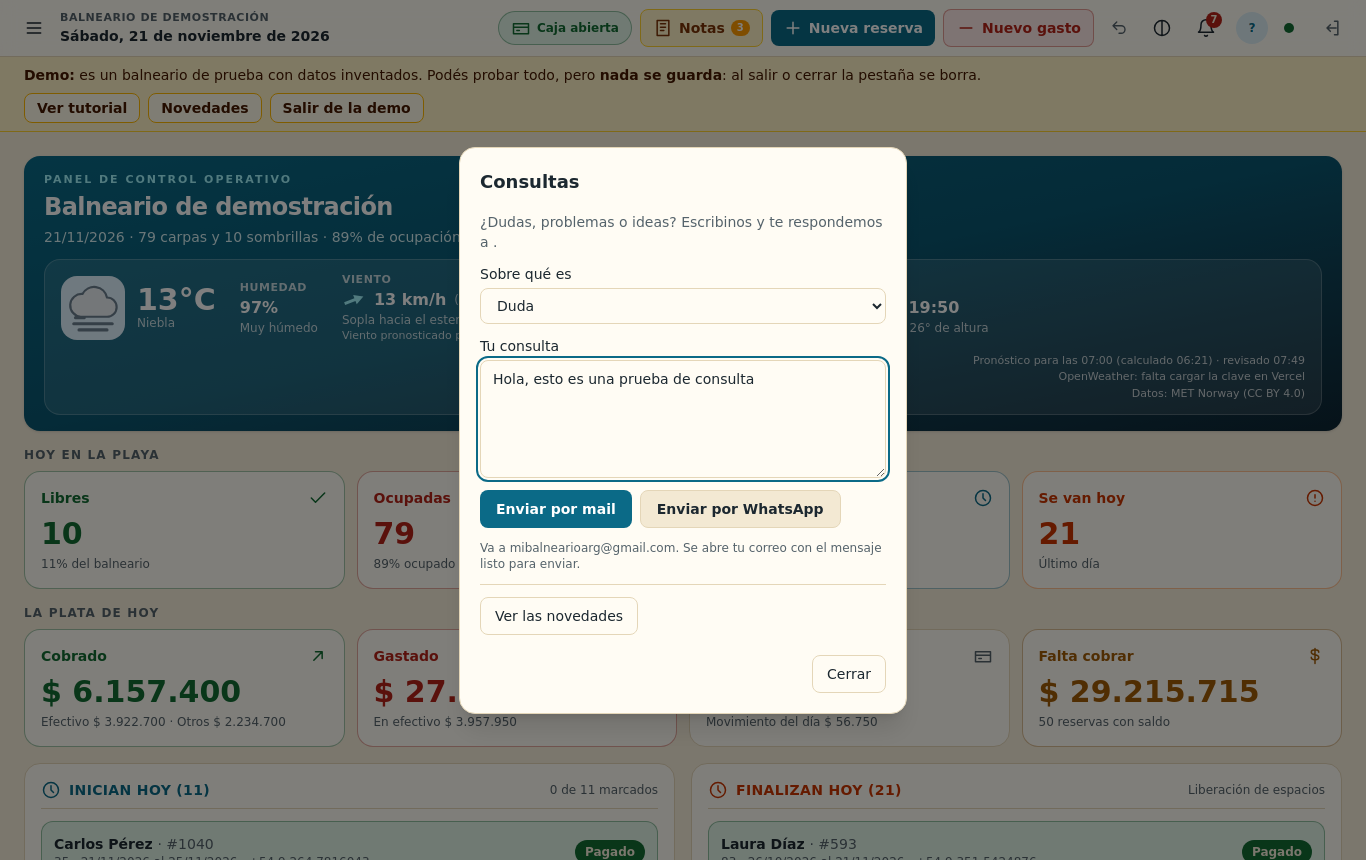 BALNEARIO DE DEMOSTRACIÓN
Sábado, 21 de noviembre de 2026
Caja abierta
Notas 3
Nueva reserva
Nuevo gasto
7
?
Demo: es un balneario de prueba con datos inventados. Podés probar todo, pero nada se guarda: al salir o cerrar la pestaña se borra.
Ver tutorial
Novedades
Salir de la demo
PANEL DE CONTROL OPERATIVO
Balneario de demostración
21/11/2026 · 79 carpas y 10 sombrillas · 89% de ocupación
13°C
Niebla
HUMEDAD
97%
Muy húmedo
VIENTO
13 km/h (
Sopla hacia el ester
Viento pronosticado p
19:50
26° de altura
Pronóstico para las 07:00 (calculado 06:21) · revisado 07:49
OpenWeather: falta cargar la clave en Vercel
Datos: MET Norway (CC BY 4.0)
Consultas
¿Dudas, problemas o ideas? Escribinos y te respondemos
a .
Sobre qué es
Duda
Tu consulta
Hola, esto es una prueba de consulta
Enviar por mail
Enviar por WhatsApp
Va a mibalnearioarg@gmail.com. Se abre tu correo con el mensaje
listo para enviar.
Ver las novedades
Cerrar
HOY EN LA PLAYA
Libres
10
11% del balneario
Ocupadas
79
89% ocupado
Se van hoy
21
Último día
LA PLATA DE HOY
Cobrado
$ 6.157.400
Efectivo $ 3.922.700 · Otros $ 2.234.700
Gastado
$ 27.
En efectivo $ 3.957.950
Movimiento del día $ 56.750
Falta cobrar
$ 29.215.715
50 reservas con saldo
INICIAN HOY (11)
0 de 11 marcados
Carlos Pérez · #1040
Pagado
FINALIZAN HOY (21)
Liberación de espacios
Laura Díaz · #593
Pagado